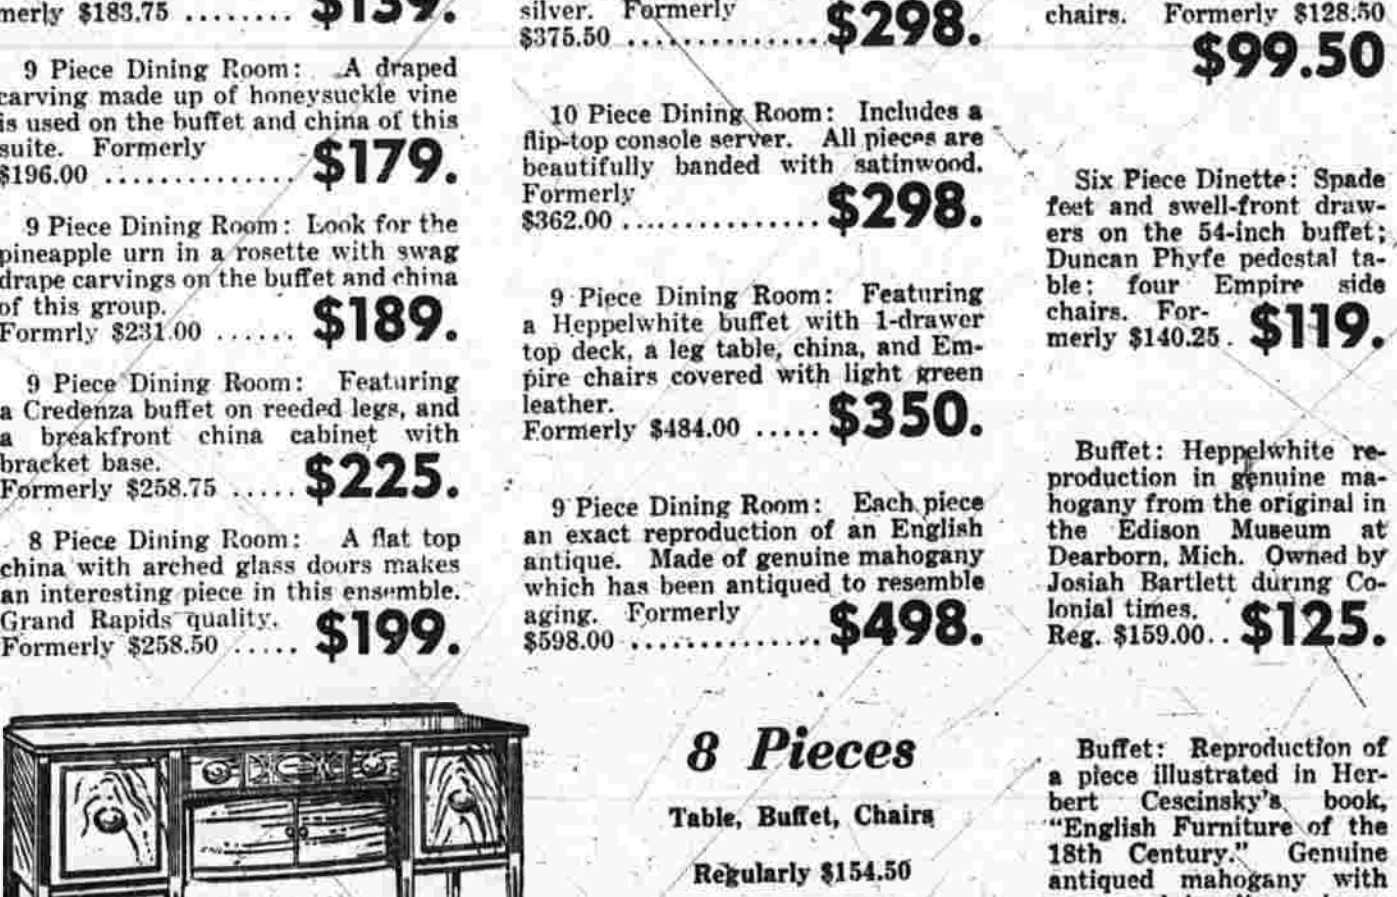 merly $183.75 ........ $139.
9 Piece Dining Room: A draped
carving made up of honeysuckle vine
is used on the buffet and china of this
suite. Formerly
$196.00 .............. $179.
9 Piece Dining Room: Look for the
pineapple urn in a rosette with swag
drape carvings on the buffet and china
of this group.
Formrly $231.00 ...... $189.
9 Piece Dining Room: Featuring
a Credenza buffet on reeded legs, and
a breakfront china cabinet with
bracket base.
Formerly $258.75 ..... $225.
8 Piece Dining Room: A flat top
china with arched glass doors makes
an interesting piece in this ensemble.
Grand Rapids quality.
Formerly $258.50 ..... $199.
silver. Formerly
$375.50 .............. $298.
10 Piece Dining Room: Includes a
flip-top console server. All pieces are
beautifully banded with satinwood.
Formerly
$362.00 .............. $298.
9 Piece Dining Room: Featuring
a Heppelwhite buffet with 1-drawer
top deck, a leg table, china, and Em-
pire chairs covered with light green
leather.
Formerly $484.00 ..... $350.
9 Piece Dining Room: Each piece
an exact reproduction of an English
antique. Made of genuine mahogany
which has been antiqued to resemble
aging. Formerly
$598.00 .............. $498.
8 Pieces
Table, Buffet, Chairs
Regularly $154.50
chairs. Formerly $128.50
$99.50
Six Piece Dinette: Spade
feet and swell-front draw-
ers on the 54-inch buffet;
Duncan Phyfe pedestal ta-
ble; four Empire side
chairs. For-
merly $140.25. $119.
Buffet: Heppelwhite re-
production in genuine ma-
hogany from the original in
the Edison Museum at
Dearborn, Mich. Owned by
Josiah Bartlett during Co-
lonial times.
Reg. $159.00.. $125.
Buffet: Reproduction of
a piece illustrated in Her-
bert Cescinsky's book,
"English Furniture of the
18th Century." Genuine
antiqued mahogany with